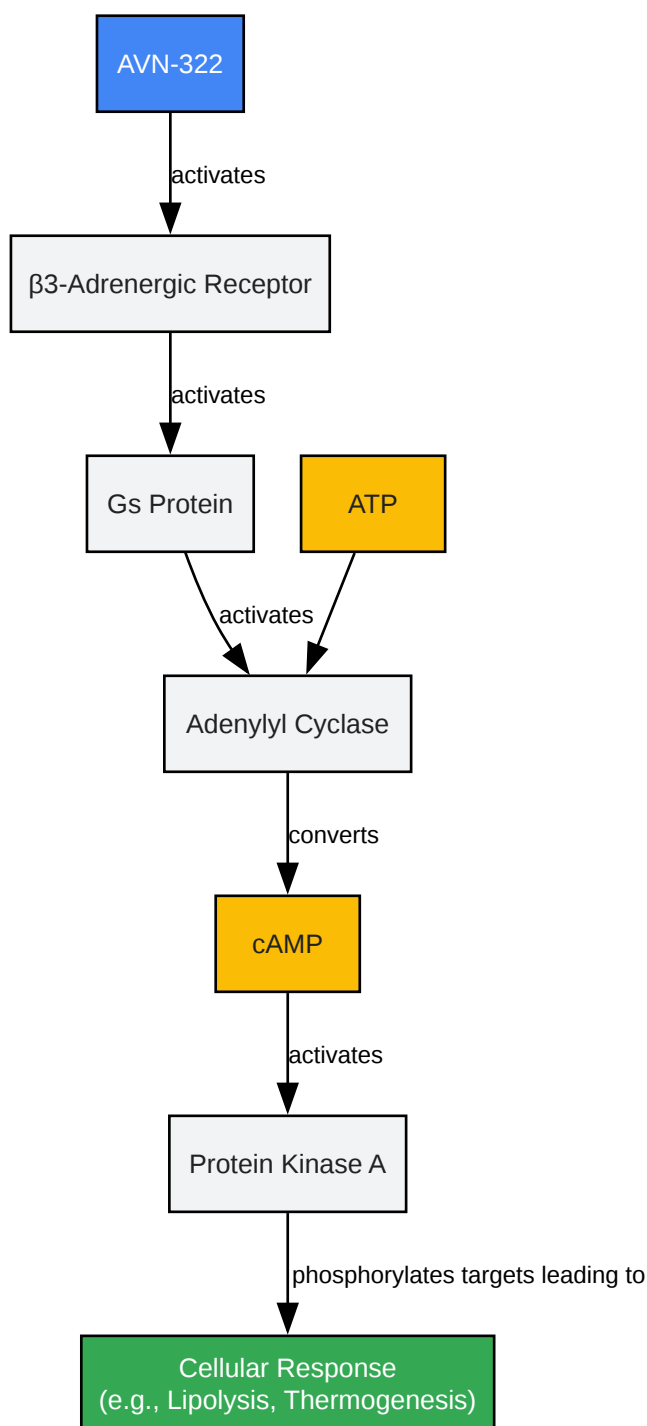 AVN-322
activates
β3-Adrenergic Receptor
activates
Gs Protein
ATP
activates
Adenylyl Cyclase
converts
cAMP
activates
Protein Kinase A
phosphorylates targets leading to
Cellular Response
(e.g., Lipolysis, Thermogenesis)